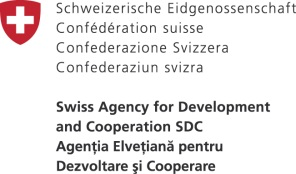 Schweizerische Eidgenossenschaft
Confédération suisse
Confederazione Svizzera
Confederaziun svizra
Swiss Agency for Development
and Cooperation SDC
Agenția Elvețiană pentru
Dezvoltare şi Cooperare